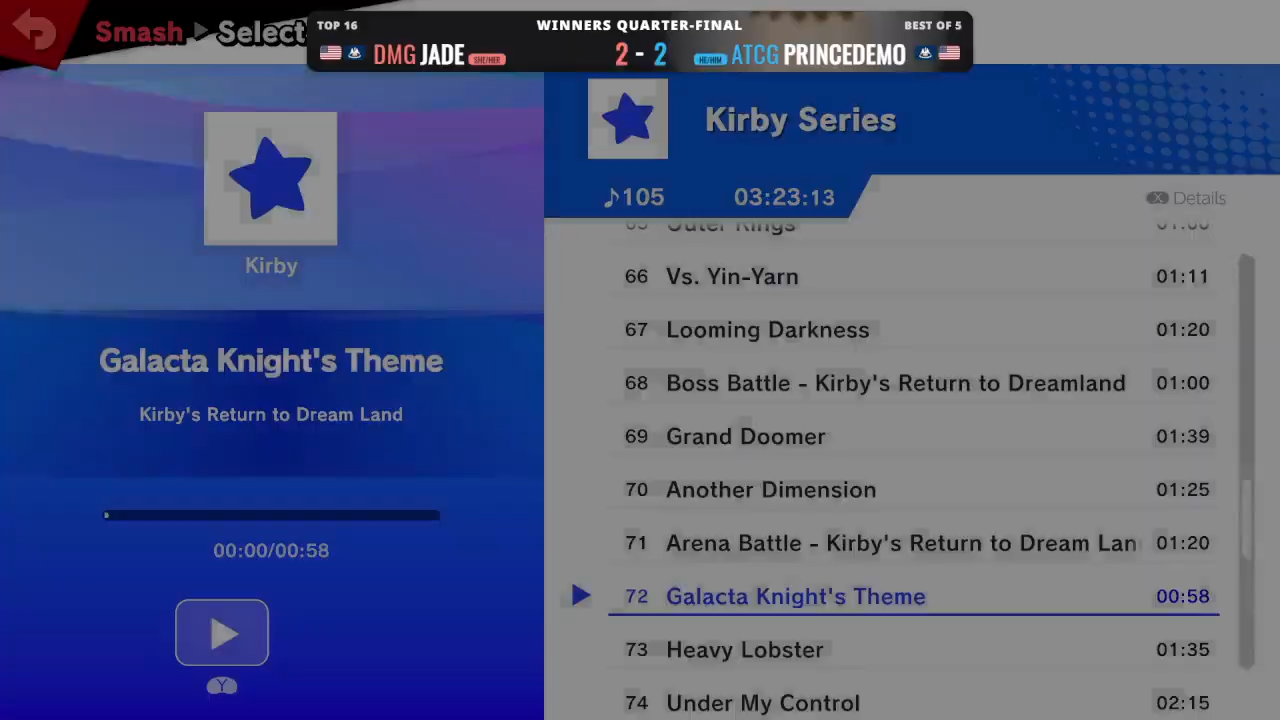 Smash Select
TOP 16
WINNERS QUARTER-FINAL
BEST OF 5
DMG JADE SHE/HER
2 - 2
HE/HIM ATCG PRINCEDEMO
Kirby
Galacta Knight's Theme
Kirby's Return to Dream Land
00:00/00:58
Y
Kirby Series
♪105 03:23:13
X Details
65 Outer Rings 01:00
66 Vs. Yin-Yarn 01:11
67 Looming Darkness 01:20
68 Boss Battle - Kirby's Return to Dreamland 01:00
69 Grand Doomer 01:39
70 Another Dimension 01:25
71 Arena Battle - Kirby's Return to Dream Lan 01:20
72 Galacta Knight's Theme 00:58
73 Heavy Lobster 01:35
74 Under My Control 02:15